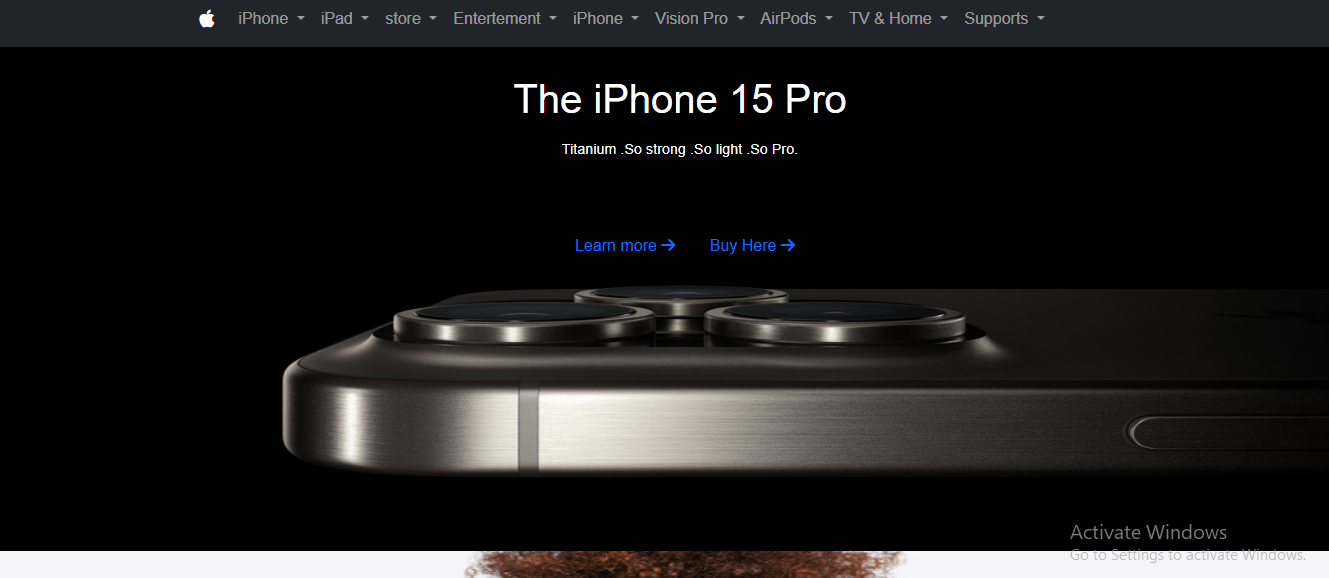 iPhone iPad store Entertement iPhone Vision Pro AirPods TV & Home Supports
The iPhone 15 Pro
Titanium .So strong .So light .So Pro.
Learn more → Buy Here →
Activate Windows
Go to Settings to activate Windows.